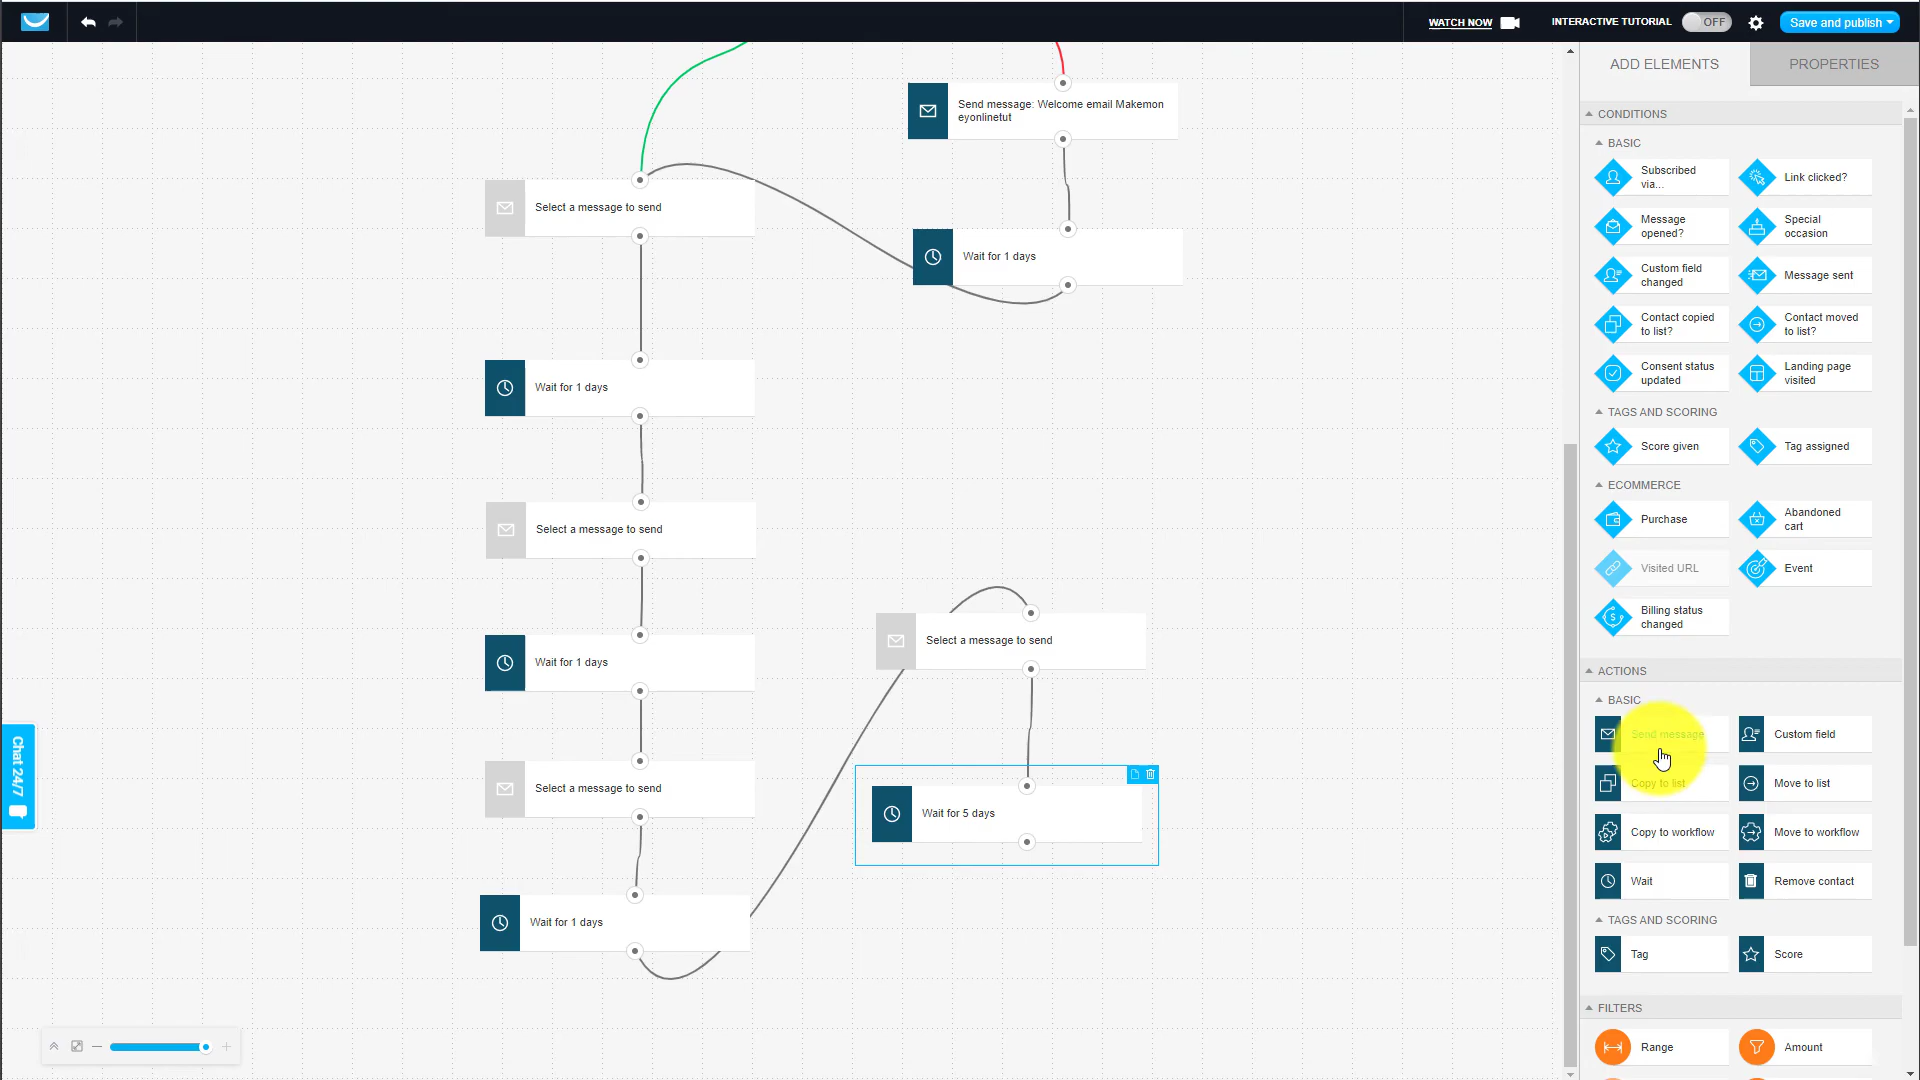 WATCH NOW
INTERACTIVE TUTORIAL
OFF
Save and publish
ADD ELEMENTS
PROPERTIES
CONDITIONS
BASIC
Subscribed
via...
Link clicked?
Message
opened?
Special
occasion
Custom field
changed
Message sent
Contact copied
to list?
Contact moved
to list?
Consent status
updated
Landing page
visited
TAGS AND SCORING
Score given
Tag assigned
ECOMMERCE
Purchase
Abandoned
cart
Visited URL
Event
Billing status
changed
ACTIONS
BASIC
Send message
Custom field
Copy to list
Move to list
Copy to workflow
Move to workflow
Wait
Remove contact
TAGS AND SCORING
Tag
Score
FILTERS
Range
Amount
Send message: Welcome email Makemon
eyonlinetut
Select a message to send
Wait for 1 days
Wait for 1 days
Select a message to send
Select a message to send
Wait for 1 days
Select a message to send
Wait for 5 days
Wait for 1 days
Chat 24/7